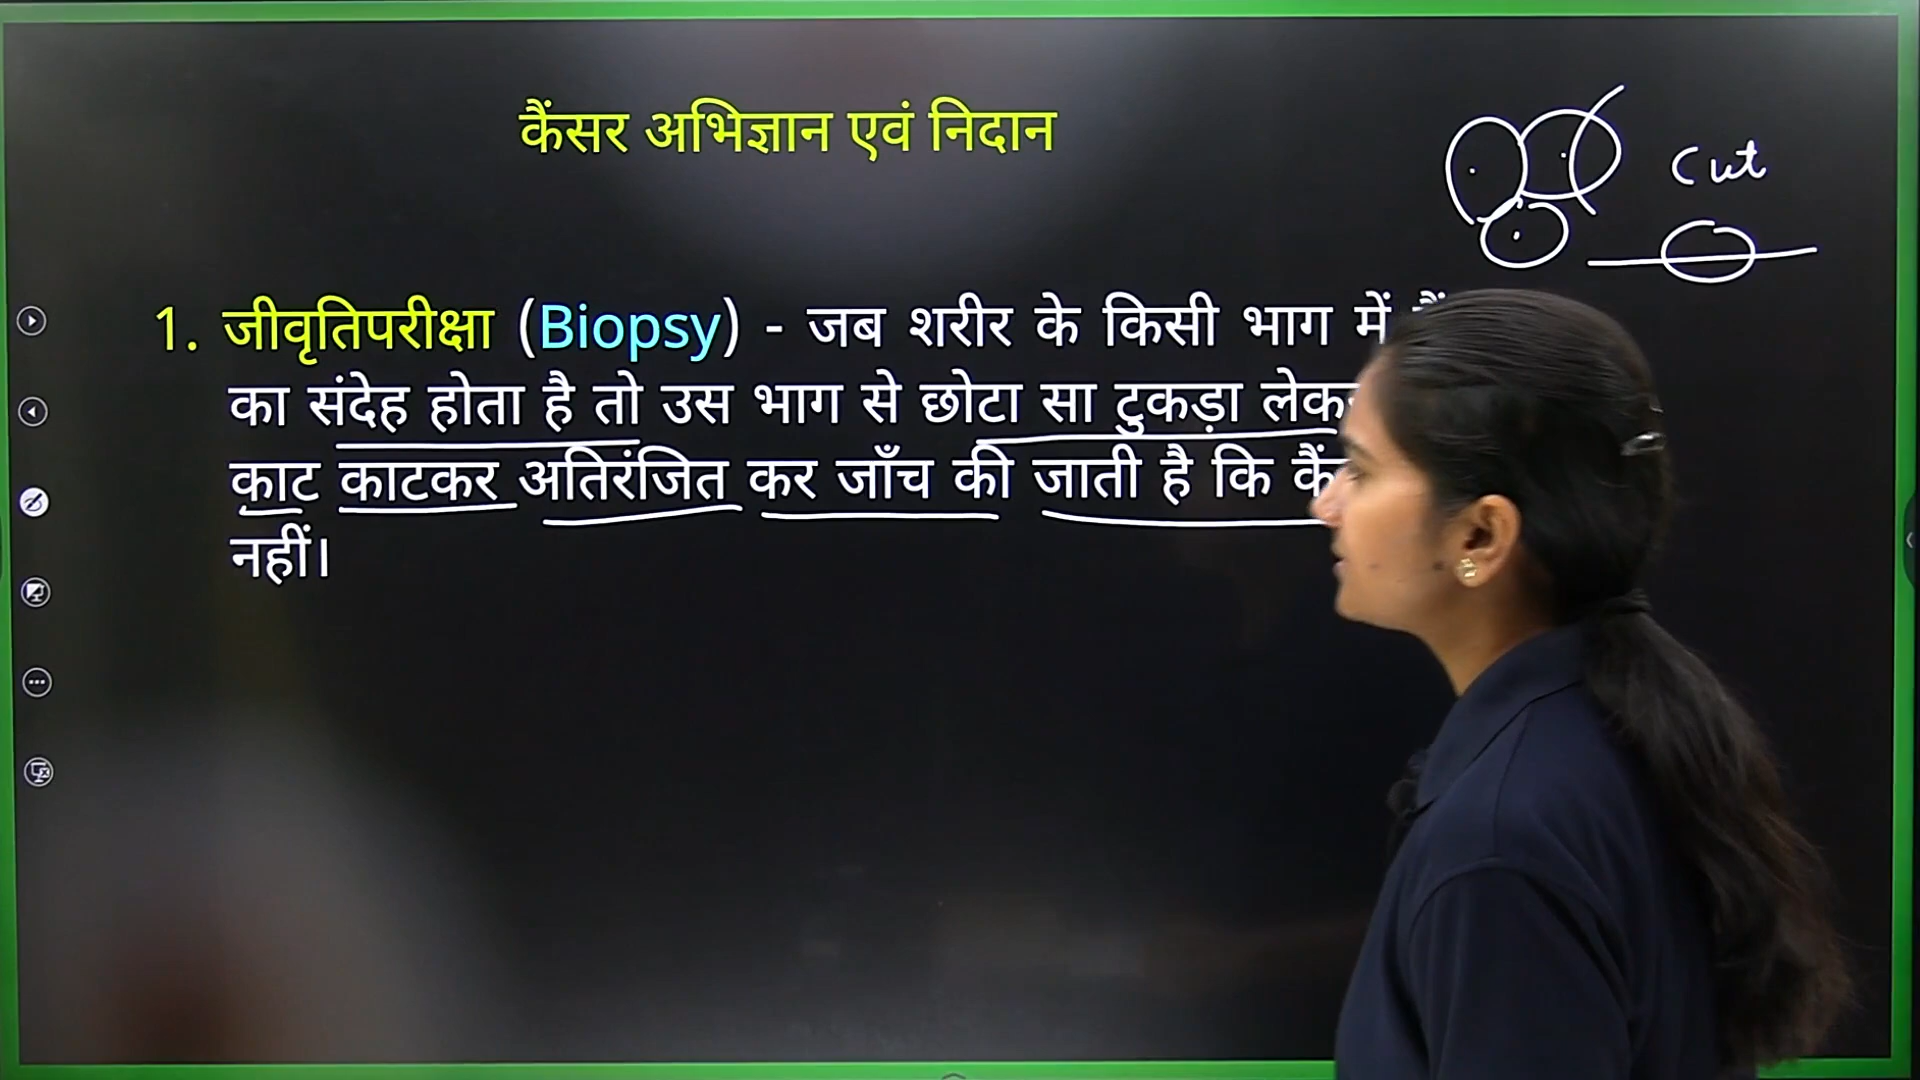 कैंसर अभिज्ञान एवं निदान
Cut
1. जीवृतिपरीक्षा (Biopsy) - जब शरीर के किसी भाग में
का संदेह होता है तो उस भाग से छोटा सा टुकड़ा
काट काटकर अतिरंजित कर जाँच की जाती है कि
नहीं।